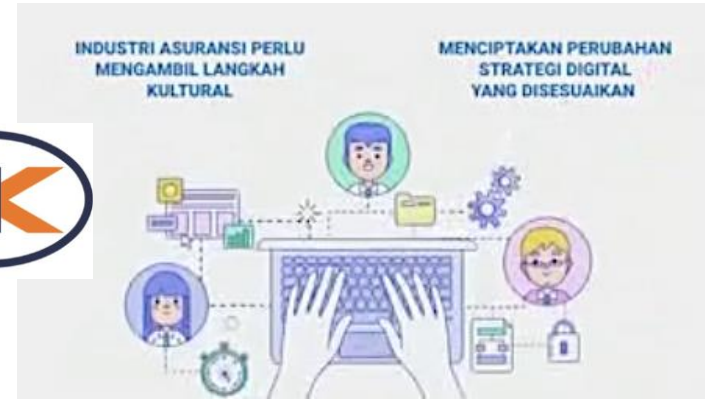 INDUSTRI ASURANSI PERLU
MENGAMBIL LANGKAH
KULTURAL
MENCIPTAKAN PERUBAHAN
STRATEGI DIGITAL
YANG DISESUAIKAN
K